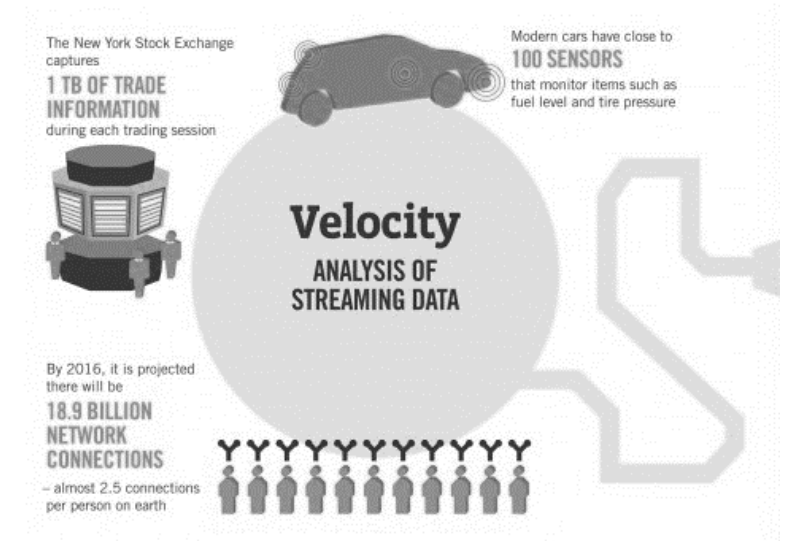 The New York Stock Exchange
captures
1 TB OF TRADE
INFORMATION
during each trading session
Modern cars have close to
100 SENSORS
that monitor items such as
fuel level and tire pressure
Velocity
ANALYSIS OF
STREAMING DATA
By 2016, it is projected
there will be
18.9 BILLION
NETWORK
CONNECTIONS
– almost 2.5 connections
per person on earth